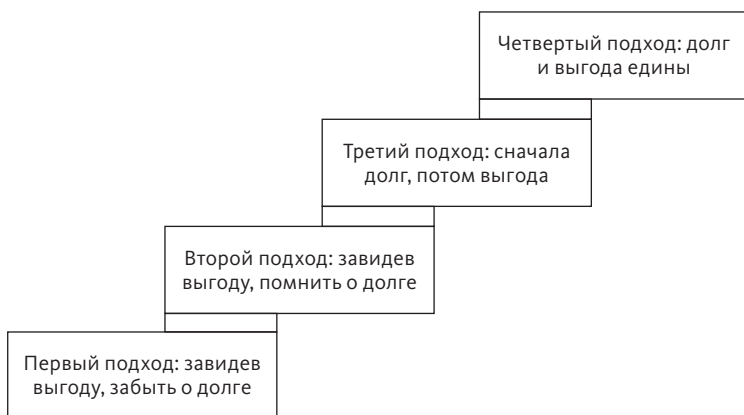 Четвертый подход: долг
и выгода едины
Третий подход: сначала
долг, потом выгода
Второй подход: завидев
выгоду, помнить о долге
Первый подход: завидев
выгоду, забыть о долге